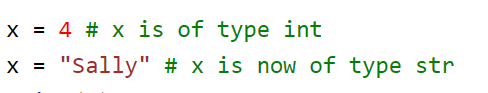 x = 4 # x is of type int
x = "Sally" # x is now of type str